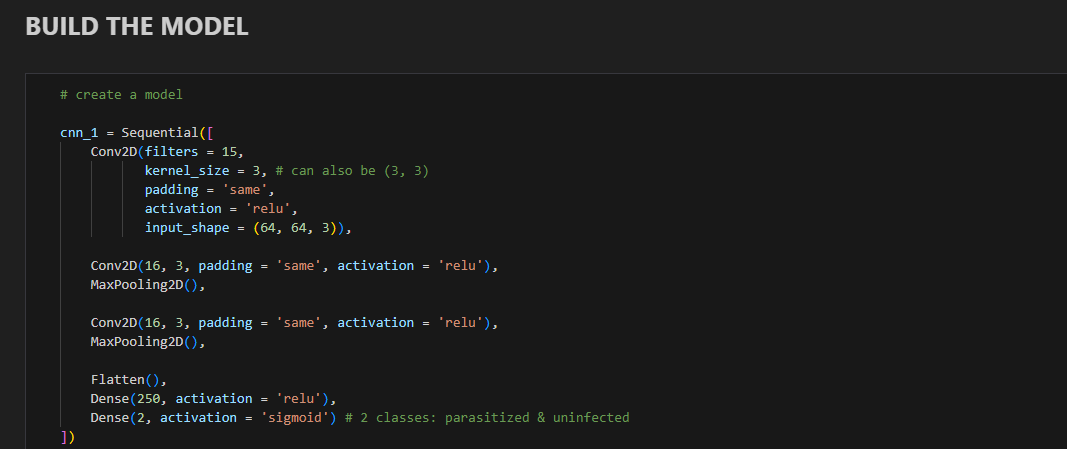 BUILD THE MODEL
# create a model
cnn_1 = Sequential([
Conv2D(filters = 15,
kernel_size = 3, # can also be (3, 3)
padding = 'same',
activation = 'relu',
input_shape = (64, 64, 3)),
Conv2D(16, 3, padding = 'same', activation = 'relu'),
MaxPooling2D(),
Conv2D(16, 3, padding = 'same', activation = 'relu'),
MaxPooling2D(),
Flatten(),
Dense(250, activation = 'relu'),
Dense(2, activation = 'sigmoid') # 2 classes: parasitized & uninfected
])